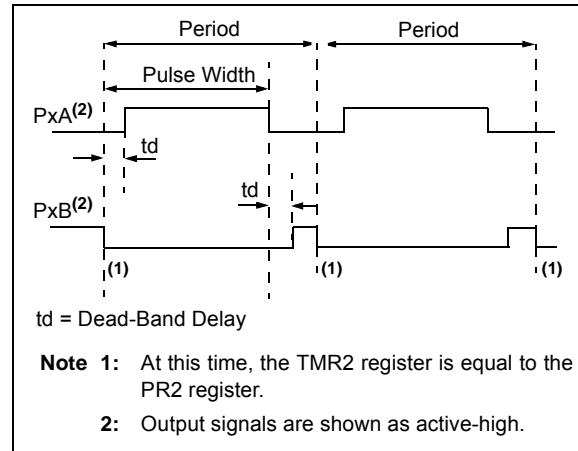 Period Period
Pulse Width
PxA(2)
td
td
PxB(2)
(1) (1) (1)
td = Dead-Band Delay
Note 1: At this time, the TMR2 register is equal to the
PR2 register.
2: Output signals are shown as active-high.